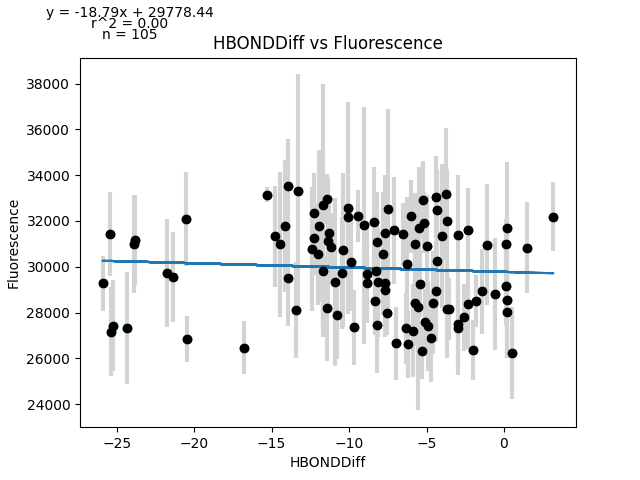 y = -18.79x + 29778.44
r^2 = 0.00
n = 105
HBONDDiff vs Fluorescence
Fluorescence
38000
36000
34000
32000
30000
28000
26000
24000
−25
−20
−15
−10
−5
0
HBONDDiff